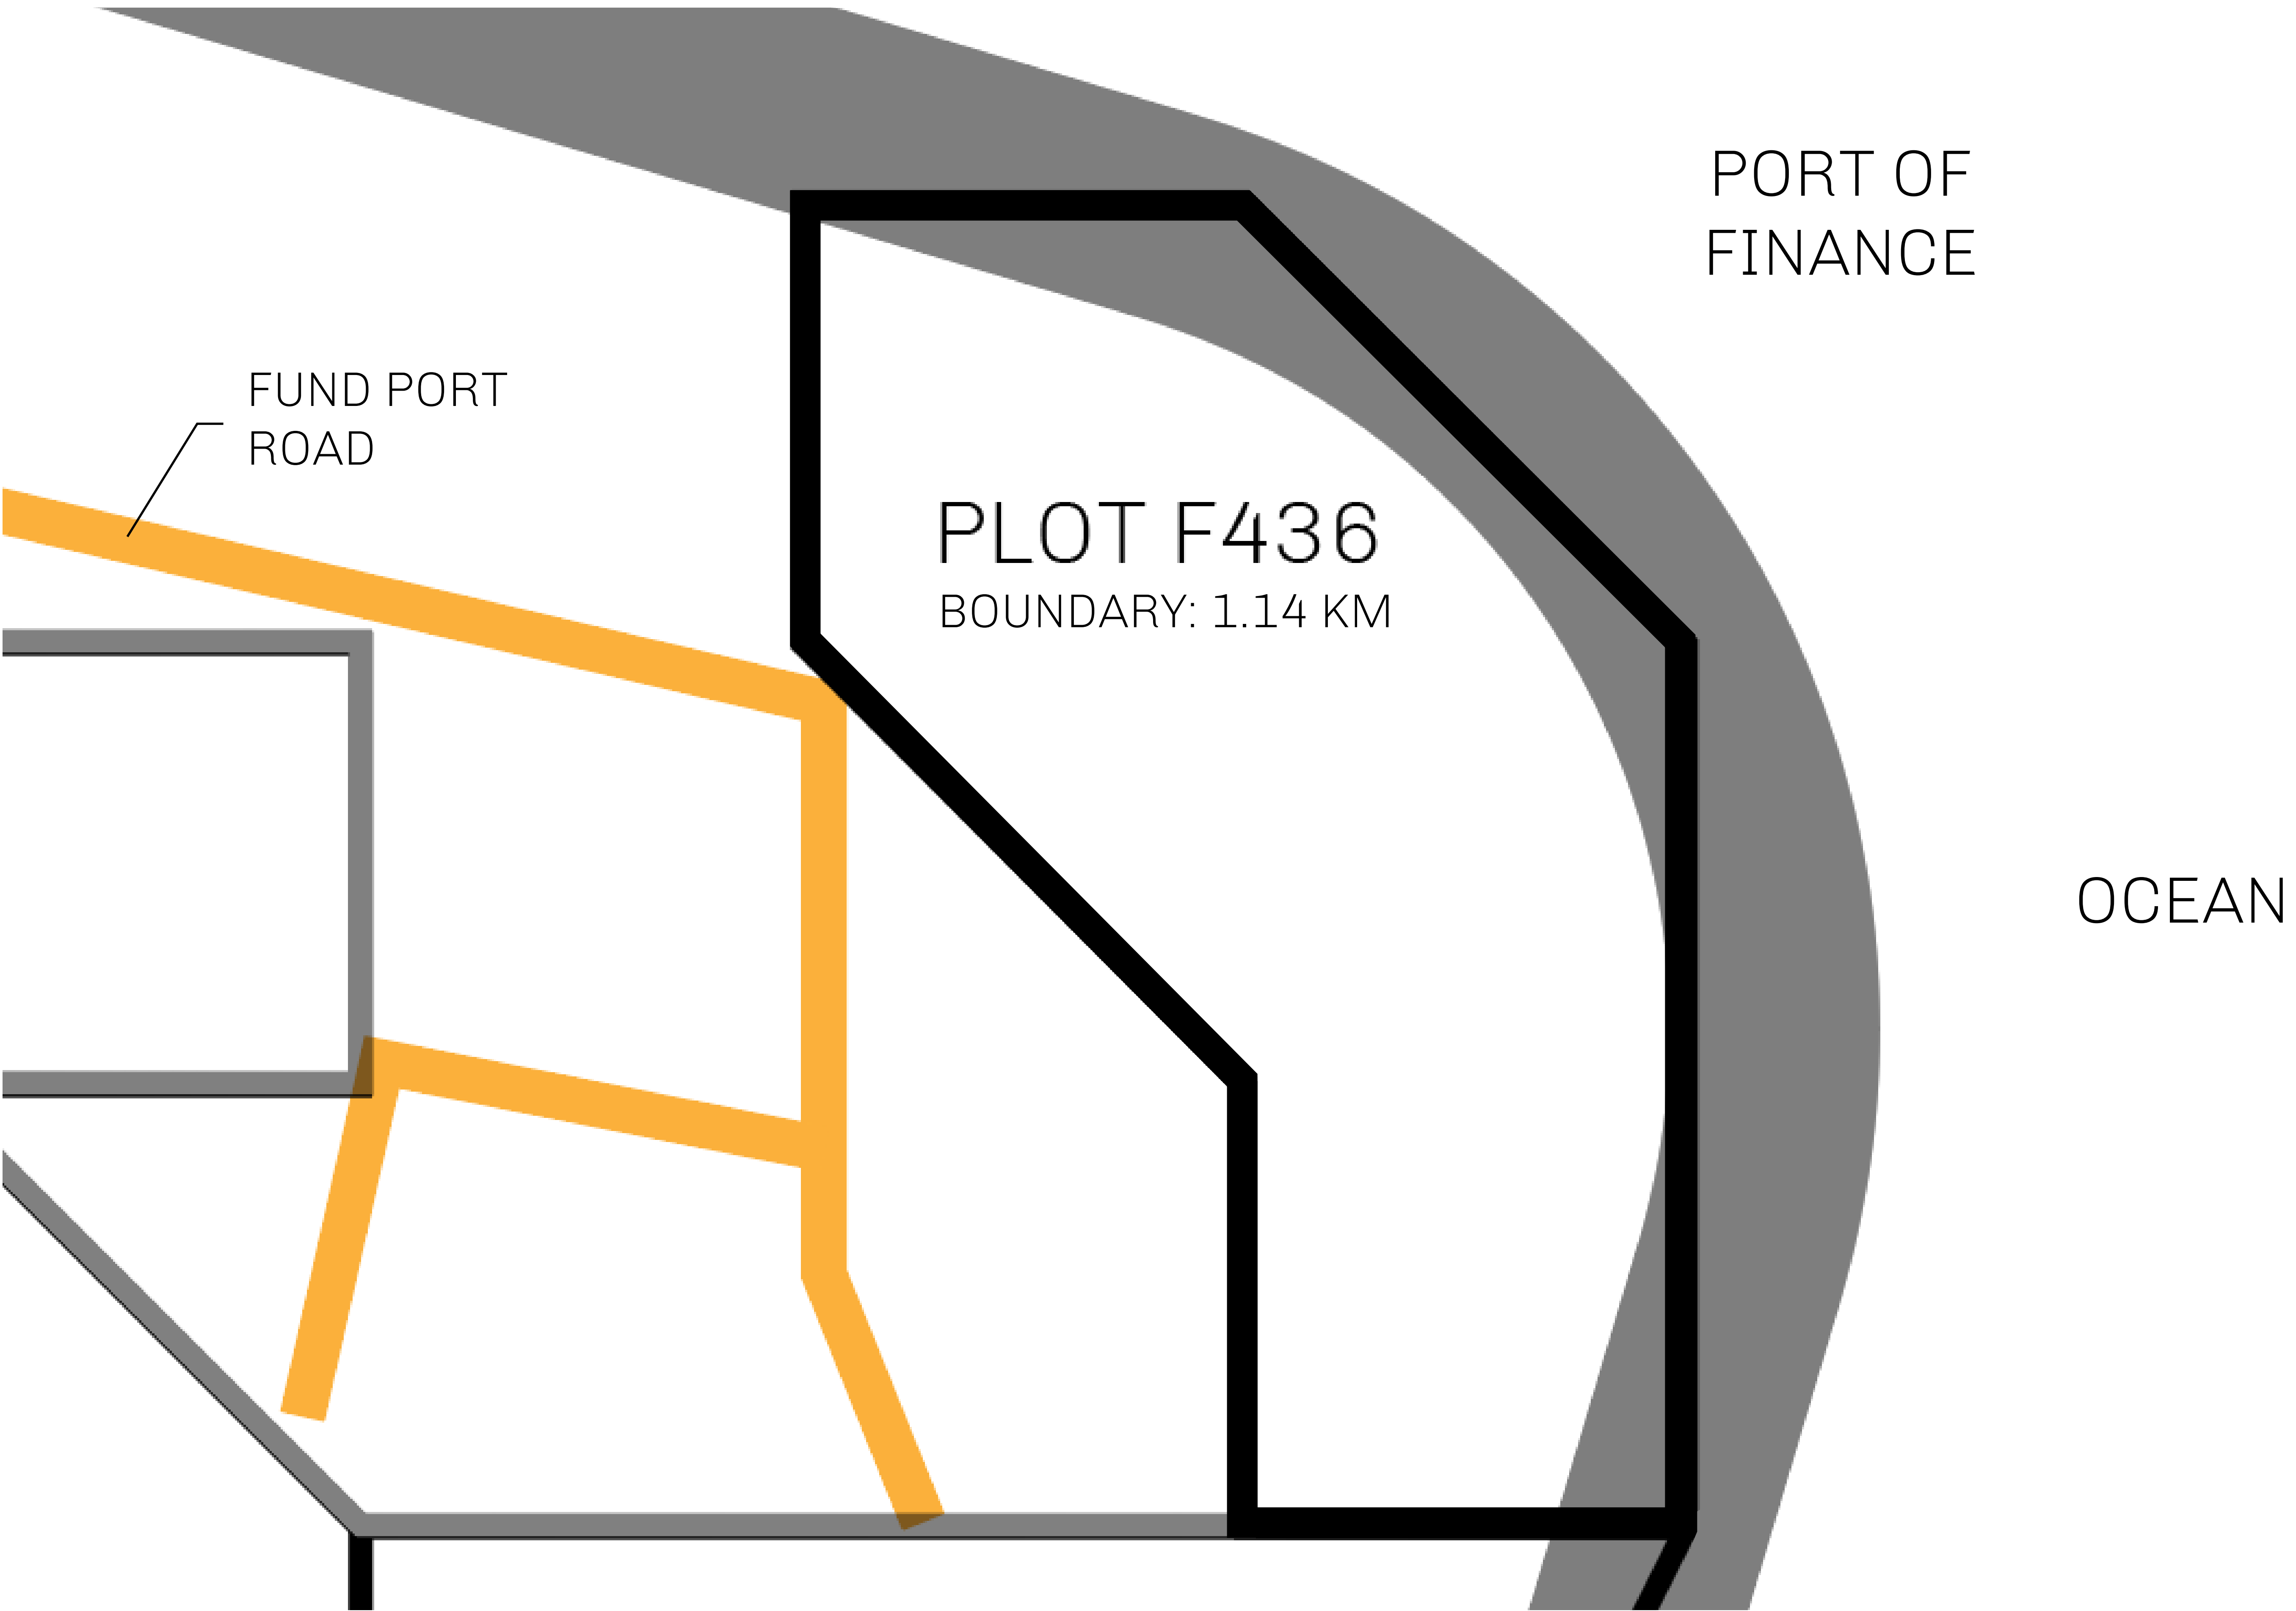 PORT OF
FINANCE
FUND PORT
ROAD
PLOT F436
BOUNDARY: 1.14 KM
OCEAN